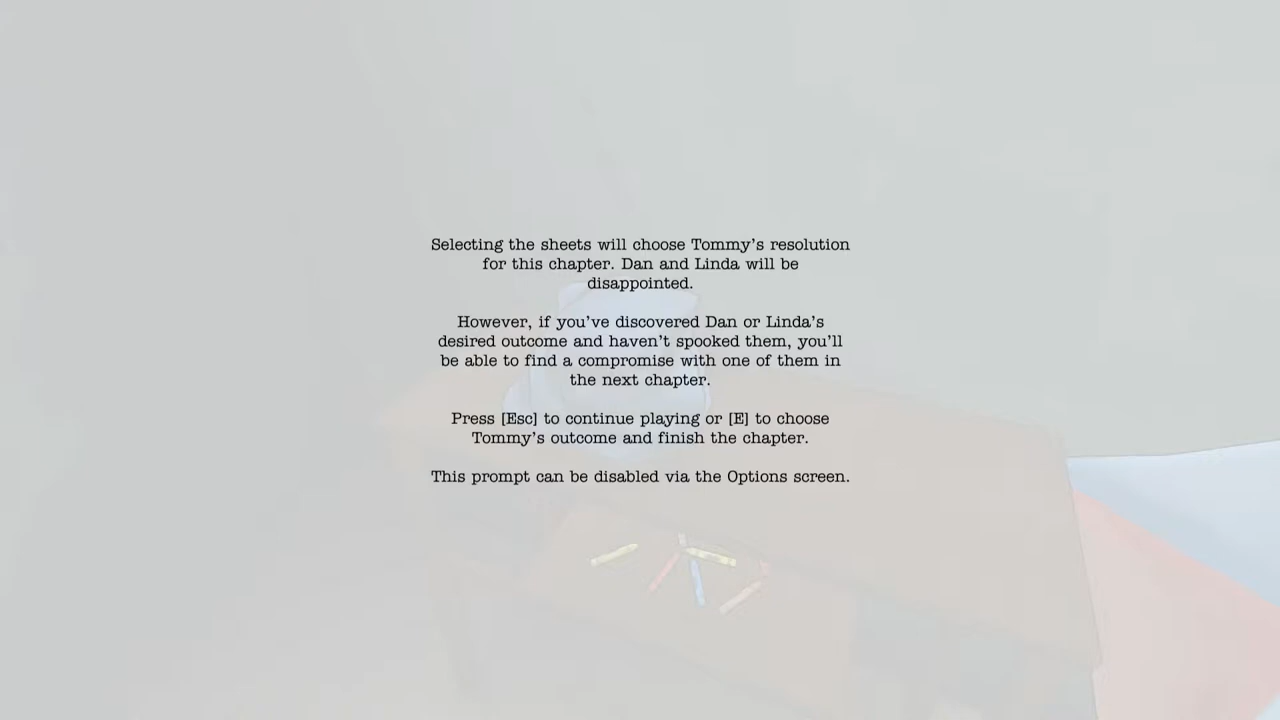 Selecting the sheets will choose Tommy's resolution
for this chapter. Dan and Linda will be
disappointed.
However, if you've discovered Dan or Linda's
desired outcome and haven't spooked them, you'll
be able to find a compromise with one of them in
the next chapter.
Press [Esc] to continue playing or [E] to choose
Tommy's outcome and finish the chapter.
This prompt can be disabled via the Options screen.